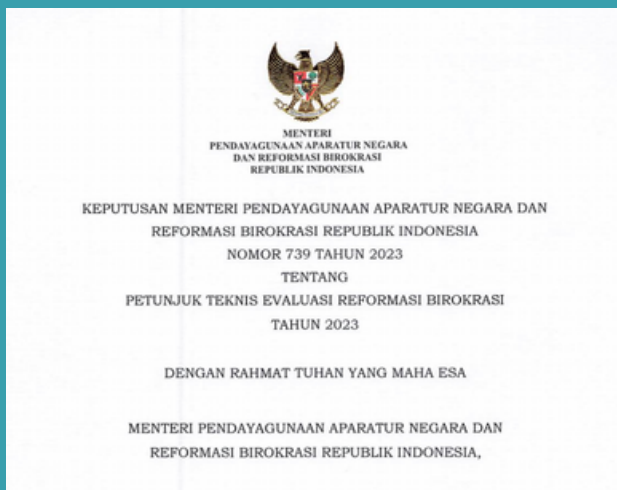 MENTERI
PENDAYAGUNAAN APARATUR NEGARA
DAN REFORMASI BIROKRASI
REPUBLIK INDONESIA
KEPUTUSAN MENTERI PENDAYAGUNAAN APARATUR NEGARA DAN
REFORMASI BIROKRASI REPUBLIK INDONESIA
NOMOR 739 TAHUN 2023
TENTANG
PETUNJUK TEKNIS EVALUASI REFORMASI BIROKRASI
TAHUN 2023
DENGAN RAHMAT TUHAN YANG MAHA ESA
MENTERI PENDAYAGUNAAN APARATUR NEGARA DAN
REFORMASI BIROKRASI REPUBLIK INDONESIA,